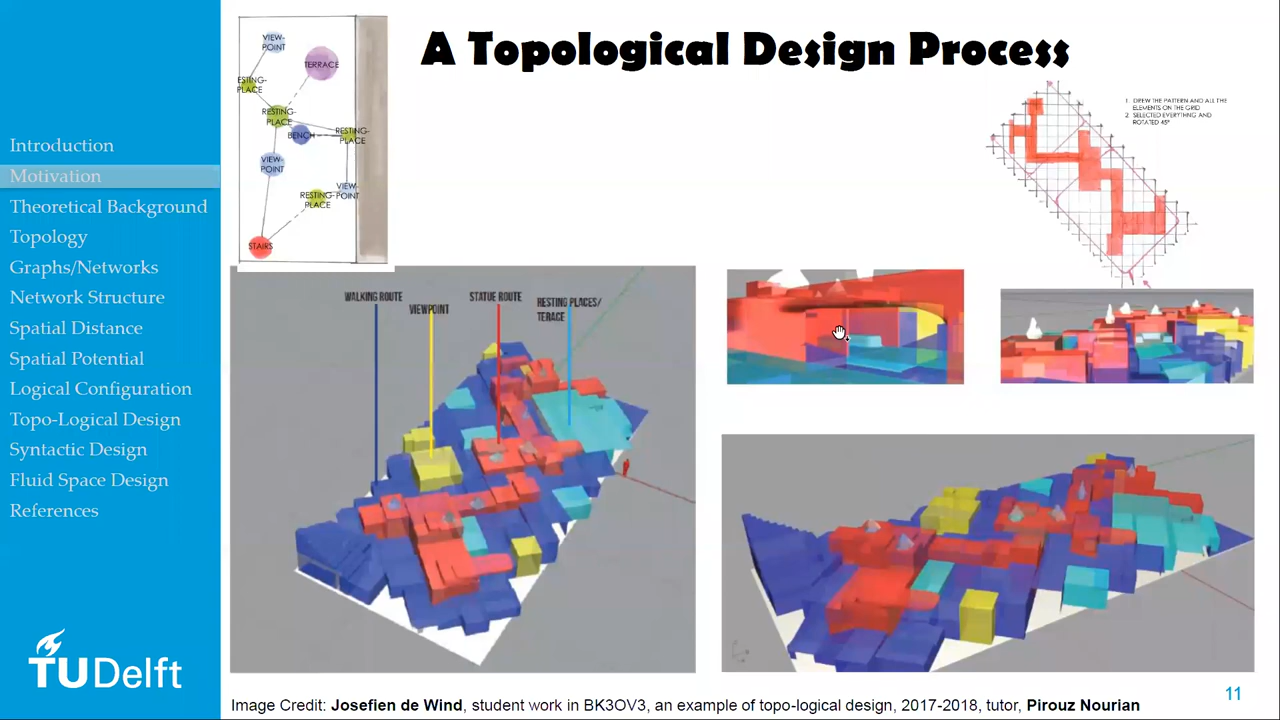 A Topological Design Process
Introduction
Motivation
Theoretical Background
Topology
Graphs/Networks
Network Structure
Spatial Distance
Spatial Potential
Logical Configuration
Topo-Logical Design
Syntactic Design
Fluid Space Design
References
TUDelft
VIEW-
POINT
TERRACE
ESTING-
PLACE
RESTING-
PLACE
BENCH
RESTING-
PLACE
VIEW-
POINT
VIEW-
POINT
RESTING-
PLACE
STAIRS
1. DREW THE PATTERN AND ALL THE
ELEMENTS ON THE GRID
2. SELECTED EVERYTHING AND
ROTATED 45°
WALKING ROUTE
VIEWPOINT
STATUE ROUTE
RESTING PLACES/
TERACE
11
Image Credit: Josefien de Wind, student work in BK3OV3, an example of topo-logical design, 2017-2018, tutor, Pirouz Nourian